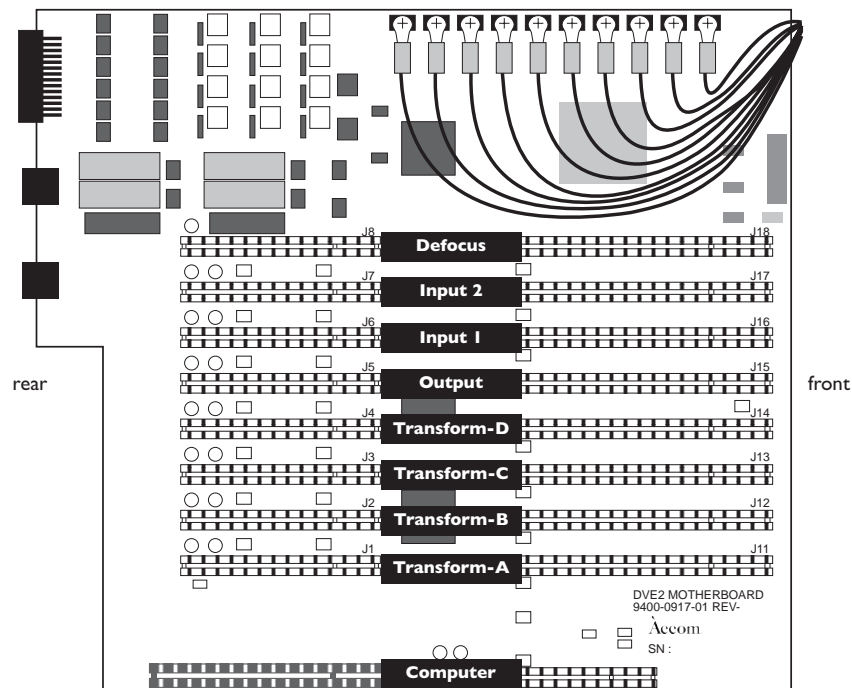 J8 Defocus J18
J7 Input 2 J17
J6 Input 1 J16
rear J5 Output J15 front
J4 Transform-D J14
J3 Transform-C J13
J2 Transform-B J12
J1 Transform-A J11
DVE2 MOTHERBOARD
9400-0917-01 REV-
Accom
SN :
Computer